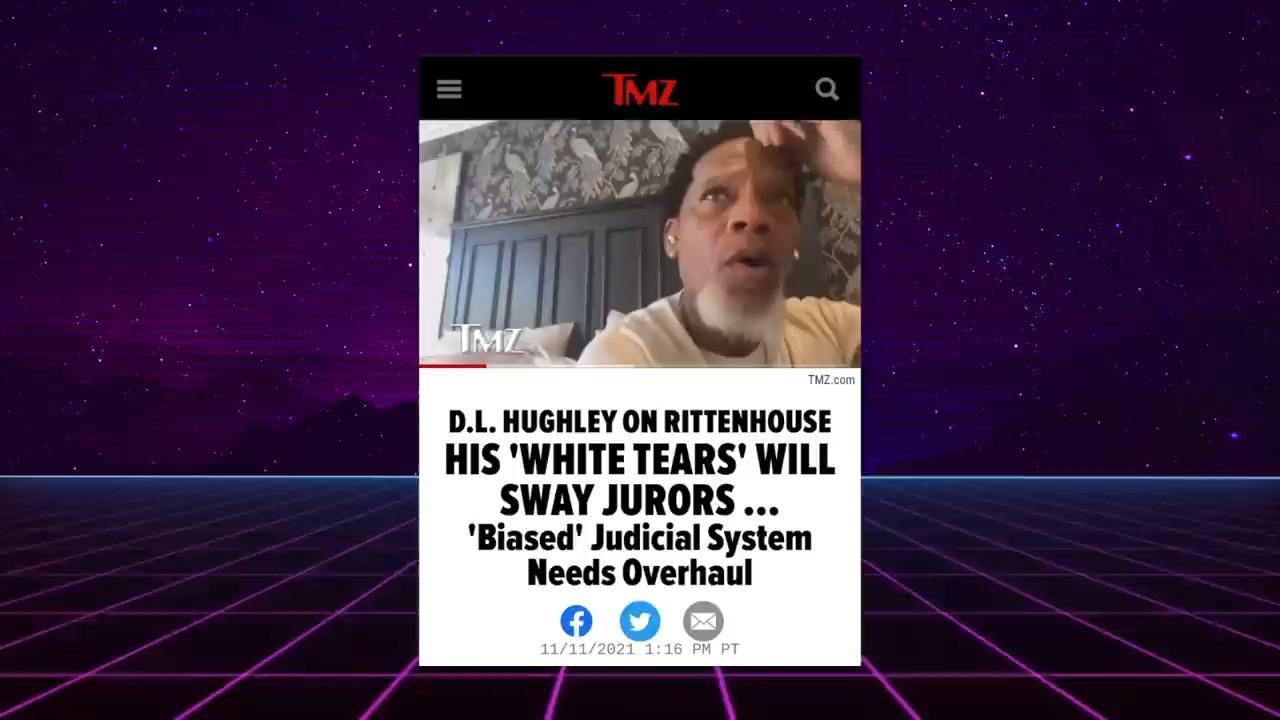 TMZ
TMZ
TMZ.com
D.L. HUGHLEY ON RITTENHOUSE
HIS 'WHITE TEARS' WILL
SWAY JURORS ...
'Biased' Judicial System
Needs Overhaul
11/11/2021 1:16 PM PT